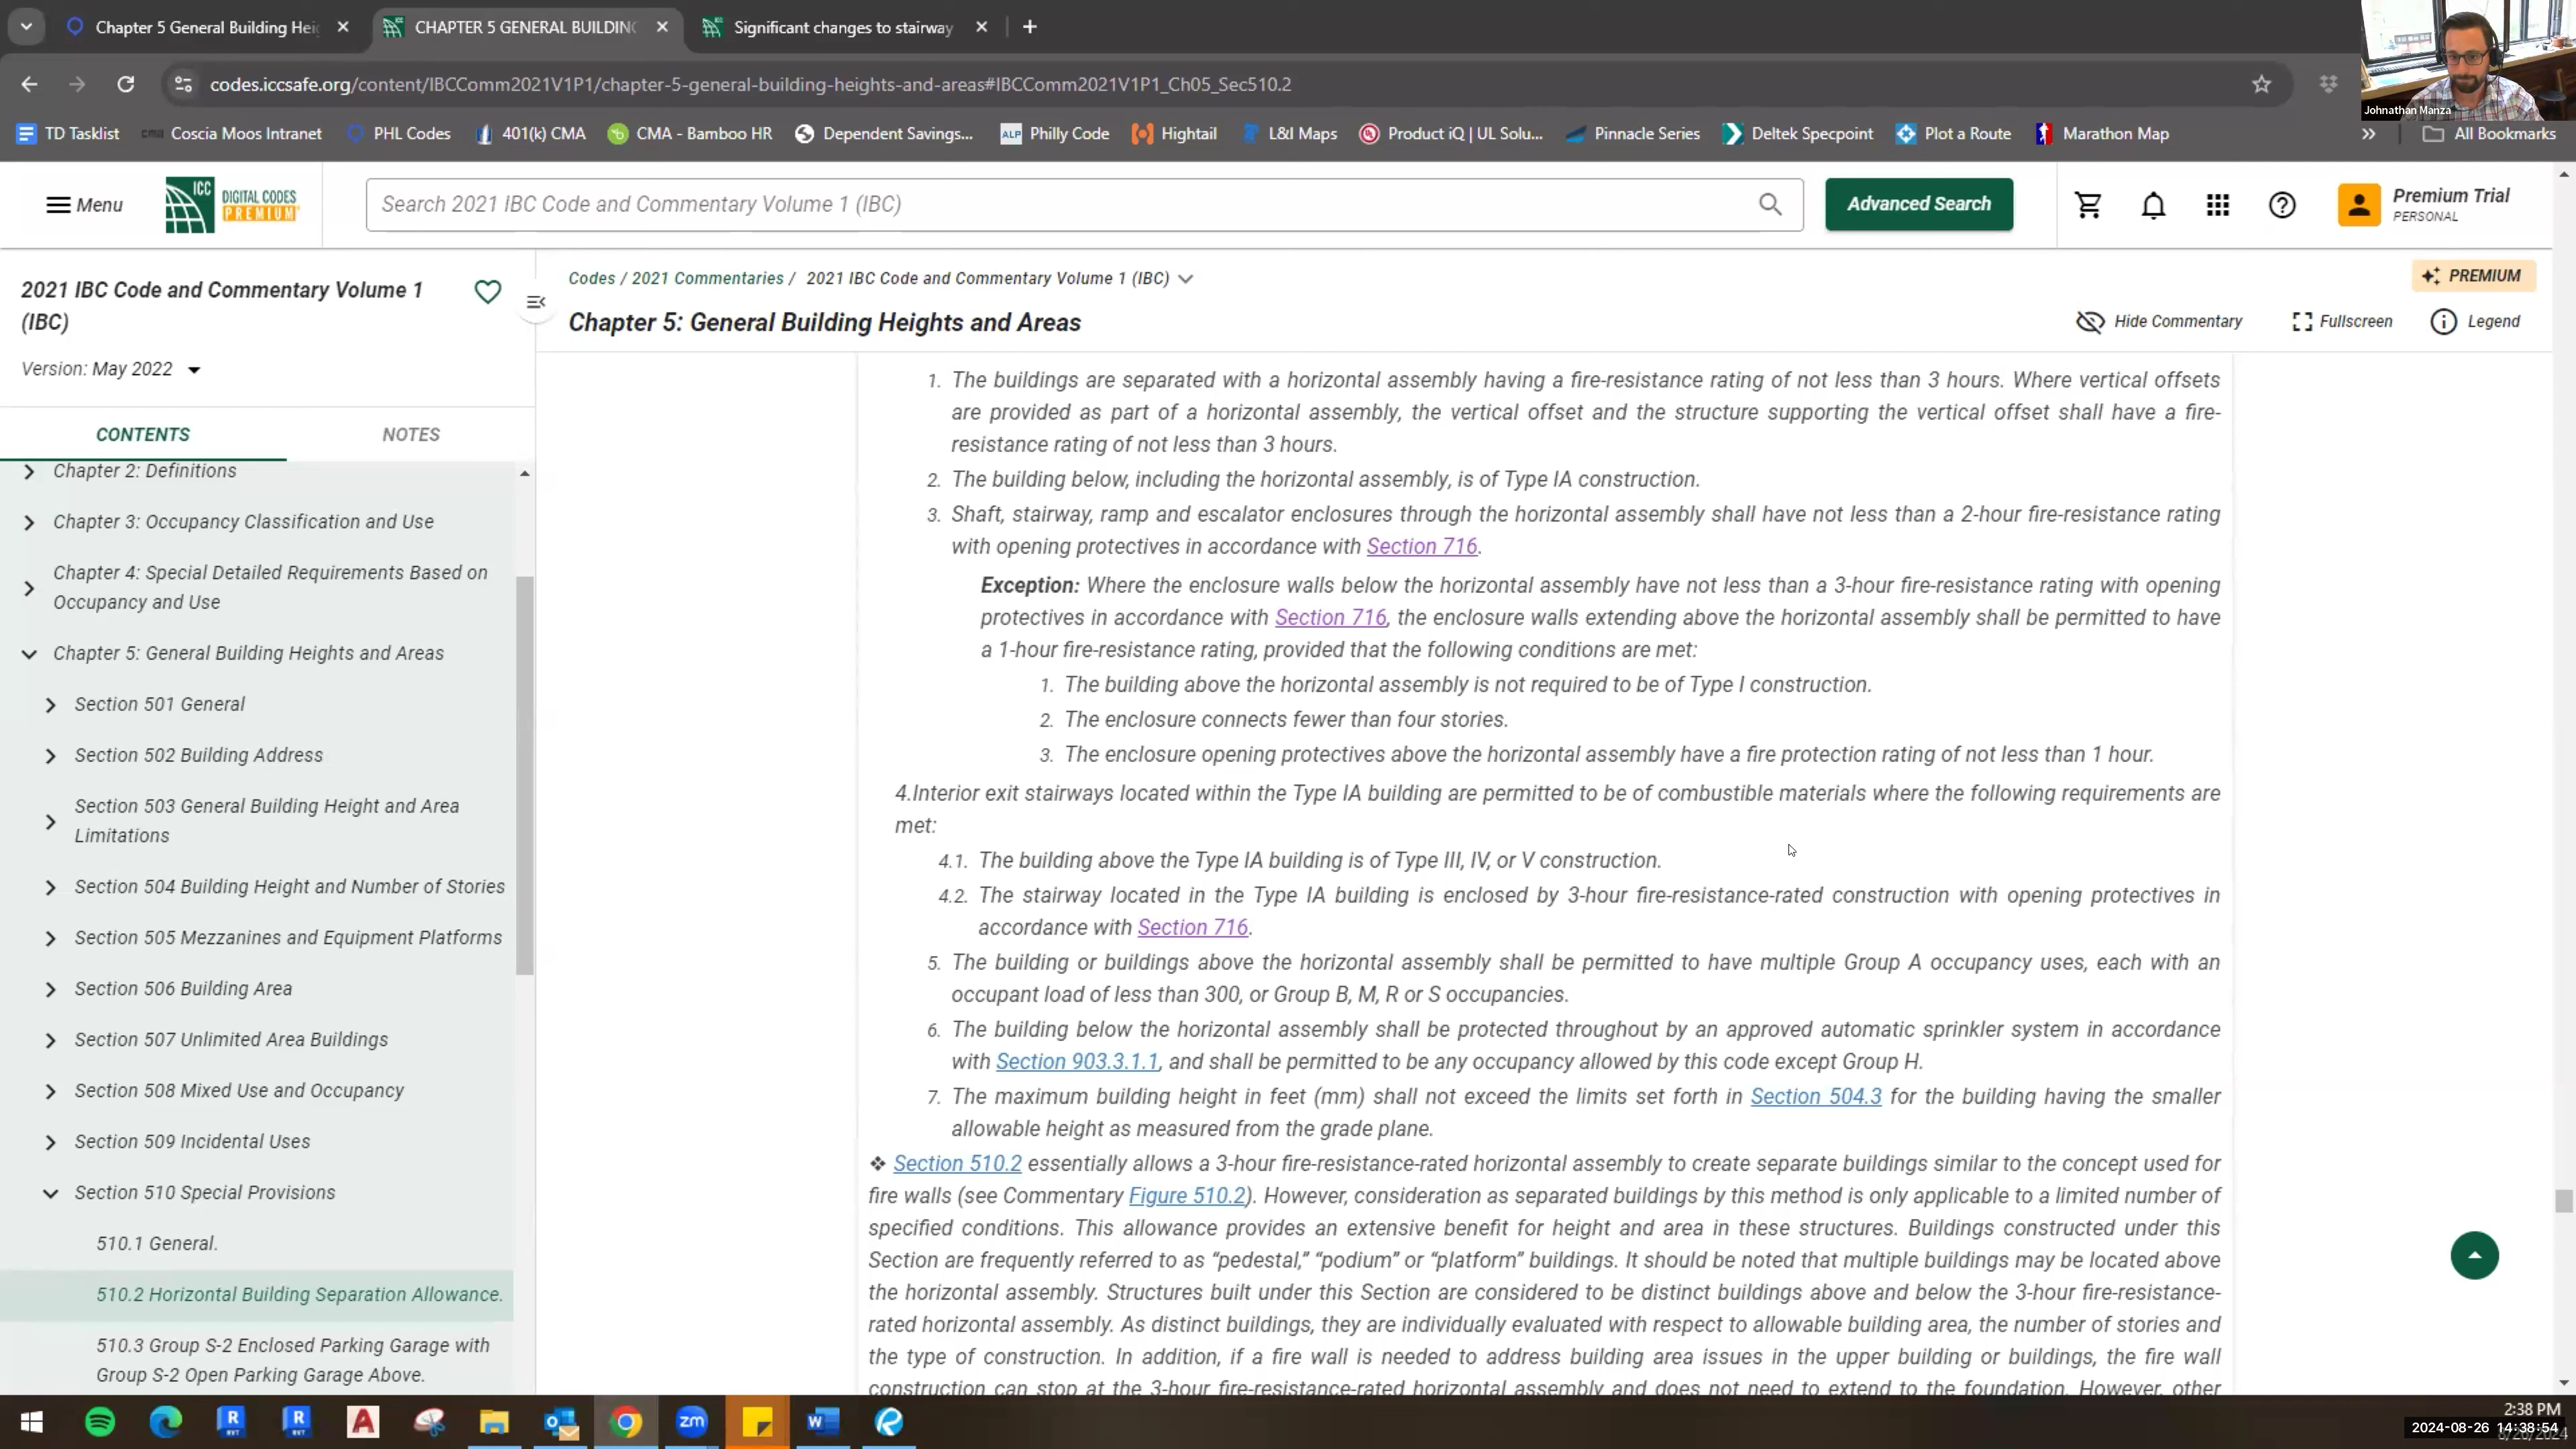 Chapter 5 General Building Hei
CHAPTER 5 GENERAL BUILDING
Significant changes to stairway
codes.iccsafe.org/content/IBCComm2021V1P1/chapter-5-general-building-heights-and-areas#IBCComm2021V1P1_Ch05_Sec510.2
Johnathan Manza
TD Tasklist
Coscia Moos Intranet
PHL Codes
401(k) CMA
CMA - Bamboo HR
Dependent Savings...
ALP
Philly Code
Hightail
L&I Maps
Product iQ | UL Solu...
Pinnacle Series
Deltek Specpoint
Plot a Route
Marathon Map
All Bookmarks
Menu
ICC
DIGITAL CODES
PREMIUM
Search 2021 IBC Code and Commentary Volume 1 (IBC)
Advanced Search
Premium Trial
PERSONAL
2021 IBC Code and Commentary Volume 1
(IBC)
Version: May 2022
CONTENTS
NOTES
Chapter 2: Definitions
Chapter 3: Occupancy Classification and Use
Chapter 4: Special Detailed Requirements Based on
Occupancy and Use
Chapter 5: General Building Heights and Areas
Section 501 General
Section 502 Building Address
Section 503 General Building Height and Area
Limitations
Section 504 Building Height and Number of Stories
Section 505 Mezzanines and Equipment Platforms
Section 506 Building Area
Section 507 Unlimited Area Buildings
Section 508 Mixed Use and Occupancy
Section 509 Incidental Uses
Section 510 Special Provisions
510.1 General.
510.2 Horizontal Building Separation Allowance.
510.3 Group S-2 Enclosed Parking Garage with
Group S-2 Open Parking Garage Above.
Codes / 2021 Commentaries / 2021 IBC Code and Commentary Volume 1 (IBC)
PREMIUM
Chapter 5: General Building Heights and Areas
Hide Commentary
Fullscreen
Legend
1. The buildings are separated with a horizontal assembly having a fire-resistance rating of not less than 3 hours. Where vertical offsets
are provided as part of a horizontal assembly, the vertical offset and the structure supporting the vertical offset shall have a fire-
resistance rating of not less than 3 hours.
2. The building below, including the horizontal assembly, is of Type IA construction.
3. Shaft, stairway, ramp and escalator enclosures through the horizontal assembly shall have not less than a 2-hour fire-resistance rating
with opening protectives in accordance with Section 716.
Exception: Where the enclosure walls below the horizontal assembly have not less than a 3-hour fire-resistance rating with opening
protectives in accordance with Section 716, the enclosure walls extending above the horizontal assembly shall be permitted to have
a 1-hour fire-resistance rating, provided that the following conditions are met:
1. The building above the horizontal assembly is not required to be of Type I construction.
2. The enclosure connects fewer than four stories.
3. The enclosure opening protectives above the horizontal assembly have a fire protection rating of not less than 1 hour.
4.Interior exit stairways located within the Type IA building are permitted to be of combustible materials where the following requirements are
met:
4.1. The building above the Type IA building is of Type III, IV, or V construction.
4.2. The stairway located in the Type IA building is enclosed by 3-hour fire-resistance-rated construction with opening protectives in
accordance with Section 716.
5. The building or buildings above the horizontal assembly shall be permitted to have multiple Group A occupancy uses, each with an
occupant load of less than 300, or Group B, M, R or S occupancies.
6. The building below the horizontal assembly shall be protected throughout by an approved automatic sprinkler system in accordance
with Section 903.3.1.1, and shall be permitted to be any occupancy allowed by this code except Group H.
7. The maximum building height in feet (mm) shall not exceed the limits set forth in Section 504.3 for the building having the smaller
allowable height as measured from the grade plane.
❖ Section 510.2 essentially allows a 3-hour fire-resistance-rated horizontal assembly to create separate buildings similar to the concept used for
fire walls (see Commentary Figure 510.2). However, consideration as separated buildings by this method is only applicable to a limited number of
specified conditions. This allowance provides an extensive benefit for height and area in these structures. Buildings constructed under this
Section are frequently referred to as “pedestal,” “podium” or “platform” buildings. It should be noted that multiple buildings may be located above
the horizontal assembly. Structures built under this Section are considered to be distinct buildings above and below the 3-hour fire-resistance-
rated horizontal assembly. As distinct buildings, they are individually evaluated with respect to allowable building area, the number of stories and
the type of construction. In addition, if a fire wall is needed to address building area issues in the upper building or buildings, the fire wall
construction can stop at the 3-hour fire-resistance-rated horizontal assembly and does not need to extend to the foundation. However, other
2:38 PM
2024-08-26 14:38:54